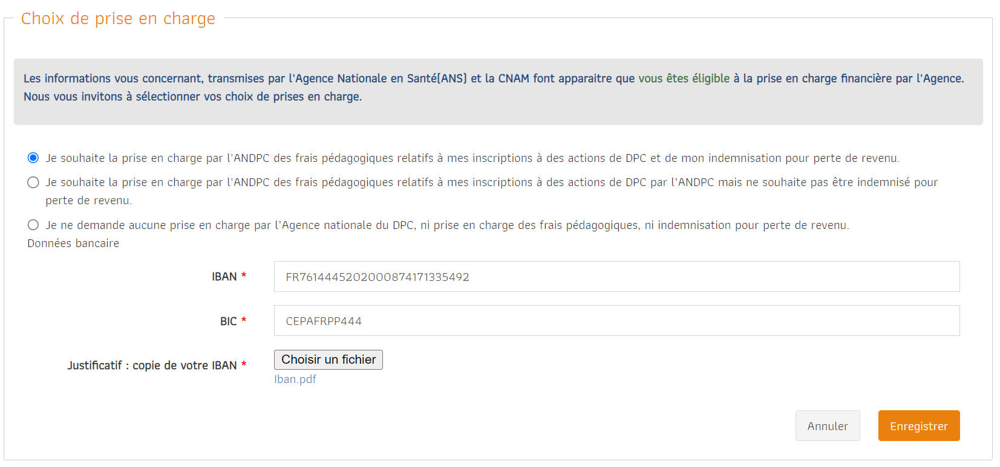 Choix de prise en charge
Les informations vous concernant, transmises par l'Agence Nationale en Santé(ANS) et la CNAM font apparaitre que vous êtes éligible à la prise en charge financière par l'Agence.
Nous vous invitons à sélectionner vos choix de prises en charge.
Je souhaite la prise en charge par l'ANDPC des frais pédagogiques relatifs à mes inscriptions à des actions de DPC et de mon indemnisation pour perte de revenu.
Je souhaite la prise en charge par l'ANDPC des frais pédagogiques relatifs à mes inscriptions à des actions de DPC par l’ANDPC mais ne souhaite pas être indemnisé pour
perte de revenu.
Je ne demande aucune prise en charge par l’Agence nationale du DPC, ni prise en charge des frais pédagogiques, ni indemnisation pour perte de revenu.
Données bancaire
IBAN * FR7614445202000874171335492
BIC * CEPAFRPP444
Justificatif : copie de votre IBAN * Choisir un fichier
Iban.pdf
Annuler Enregistrer